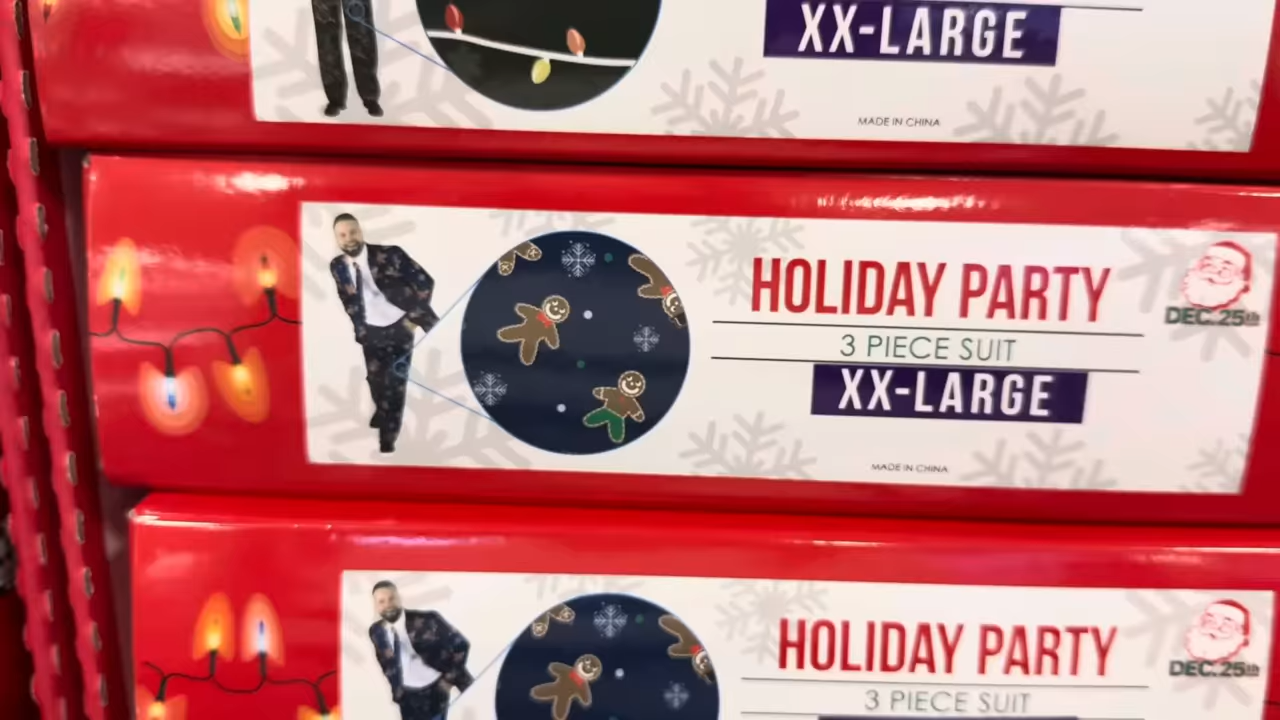 XX-LARGE
MADE IN CHINA
HOLIDAY PARTY
3 PIECE SUIT
XX-LARGE
DEC. 25th
MADE IN CHINA
HOLIDAY PARTY
3 PIECE SUIT
DEC. 25th